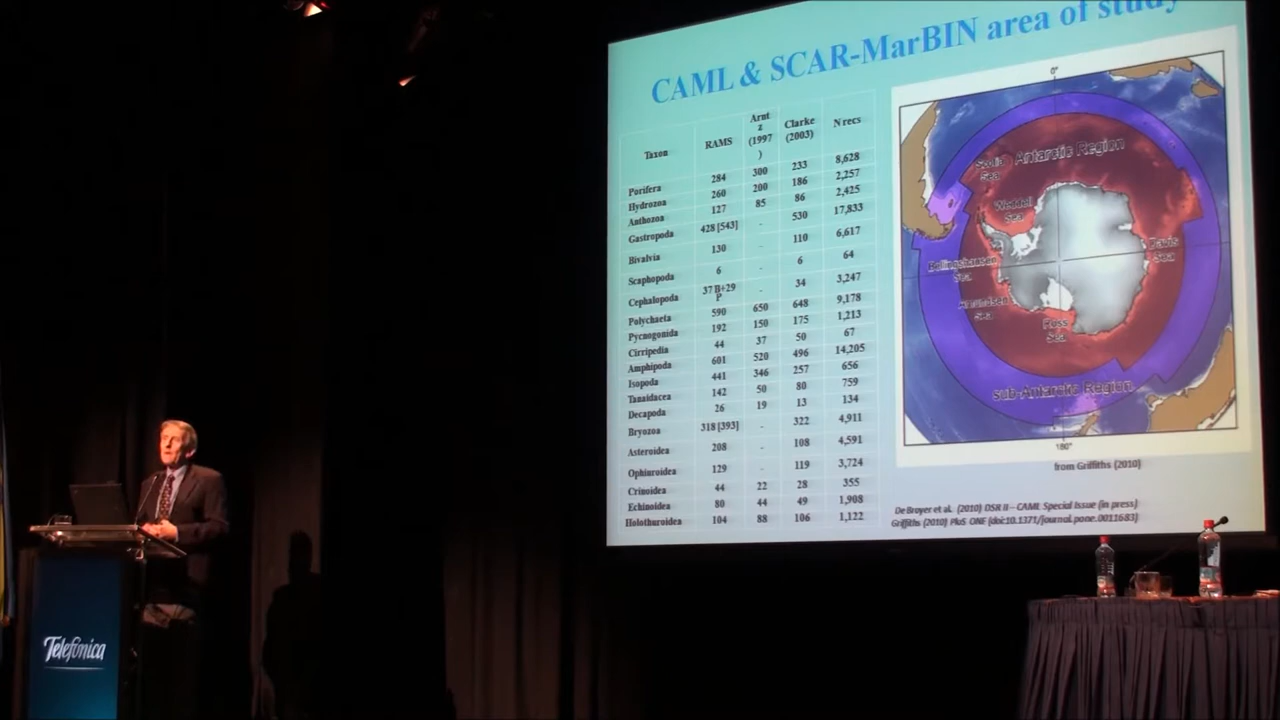 CAML & SCAR-MarBIN area of study
Taxon RAMS Arntz (1997) Clarke (2003) N recs
Porifera 284 300 233 8,628
Hydrozoa 260 200 186 2,257
Anthozoa 127 85 86 2,425
Gastropoda 428 [543] - 530 17,833
Bivalvia 130 - 110 6,617
Scaphopoda 6 - 6 64
Cephalopoda 37 B+29 P - 34 3,247
Polychaeta 590 650 648 9,178
Pycnogonida 192 150 175 1,213
Cirripedia 44 37 50 67
Amphipoda 601 520 496 14,205
Isopoda 441 346 257 656
Tanaidacea 142 50 80 759
Decapoda 26 19 13 134
Bryozoa 318 [393] - 322 4,911
Asteroidea 208 - 108 4,591
Ophiuroidea 129 - 119 3,724
Crinoidea 44 22 28 355
Echinoidea 80 44 49 1,908
Holothuroidea 104 88 106 1,122
0°
Antarctic Region
Scotia Sea
Weddell Sea
Bellingshausen Sea
Davis Sea
Amundsen Sea
Ross Sea
sub-Antarctic Region
180°
from Griffiths (2010)
De Broyer et al. (2010) DSR II – CAML Special Issue (in press)
Griffiths (2010) PLoS ONE (doi:10.1371/journal.pone.0011683)
Telefónica